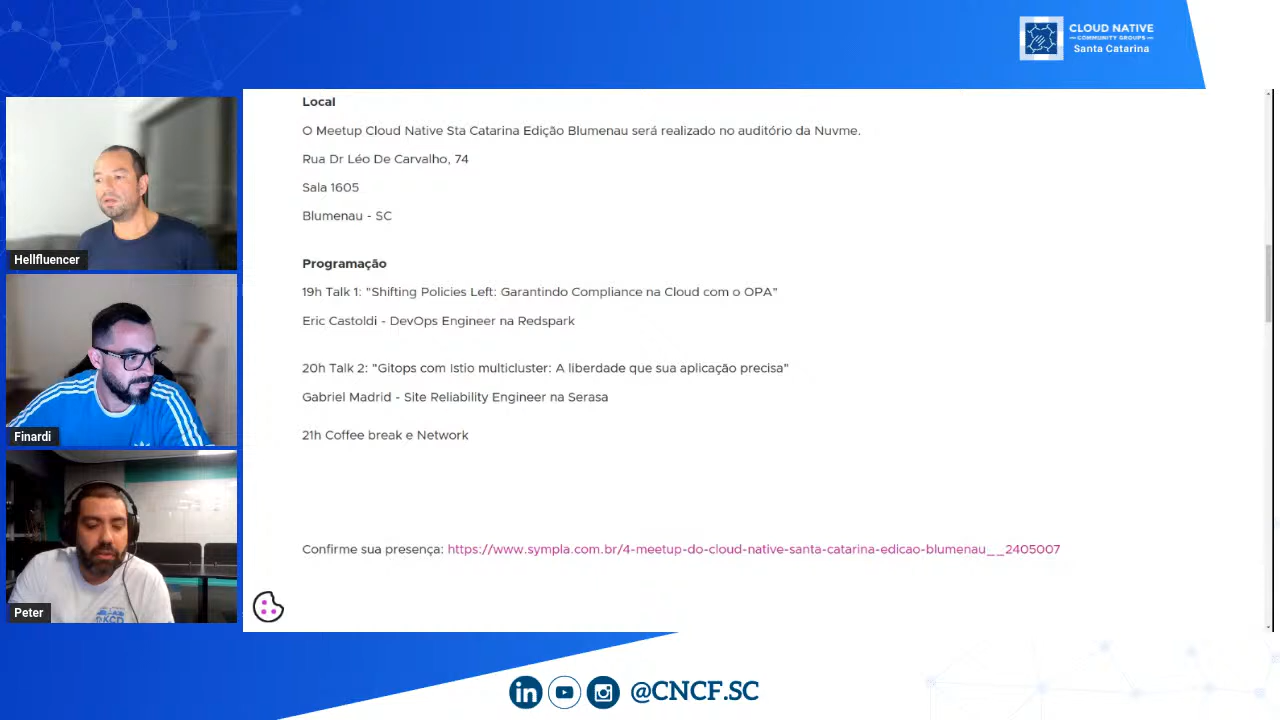 CLOUD NATIVE
COMMUNITY GROUPS
Santa Catarina
Hellfluencer
Finardi
Peter
KCD
Local
O Meetup Cloud Native Sta Catarina Edição Blumenau será realizado no auditório da Nuvme.
Rua Dr Léo De Carvalho, 74
Sala 1605
Blumenau - SC
Programação
19h Talk 1: "Shifting Policies Left: Garantindo Compliance na Cloud com o OPA"
Eric Castoldi - DevOps Engineer na Redspark
20h Talk 2: "Gitops com Istio multicluster: A liberdade que sua aplicação precisa"
Gabriel Madrid - Site Reliability Engineer na Serasa
21h Coffee break e Network
Confirme sua presença: https://www.sympla.com.br/4-meetup-do-cloud-native-santa-catarina-edicao-blumenau__2405007
in
@CNCF.SC